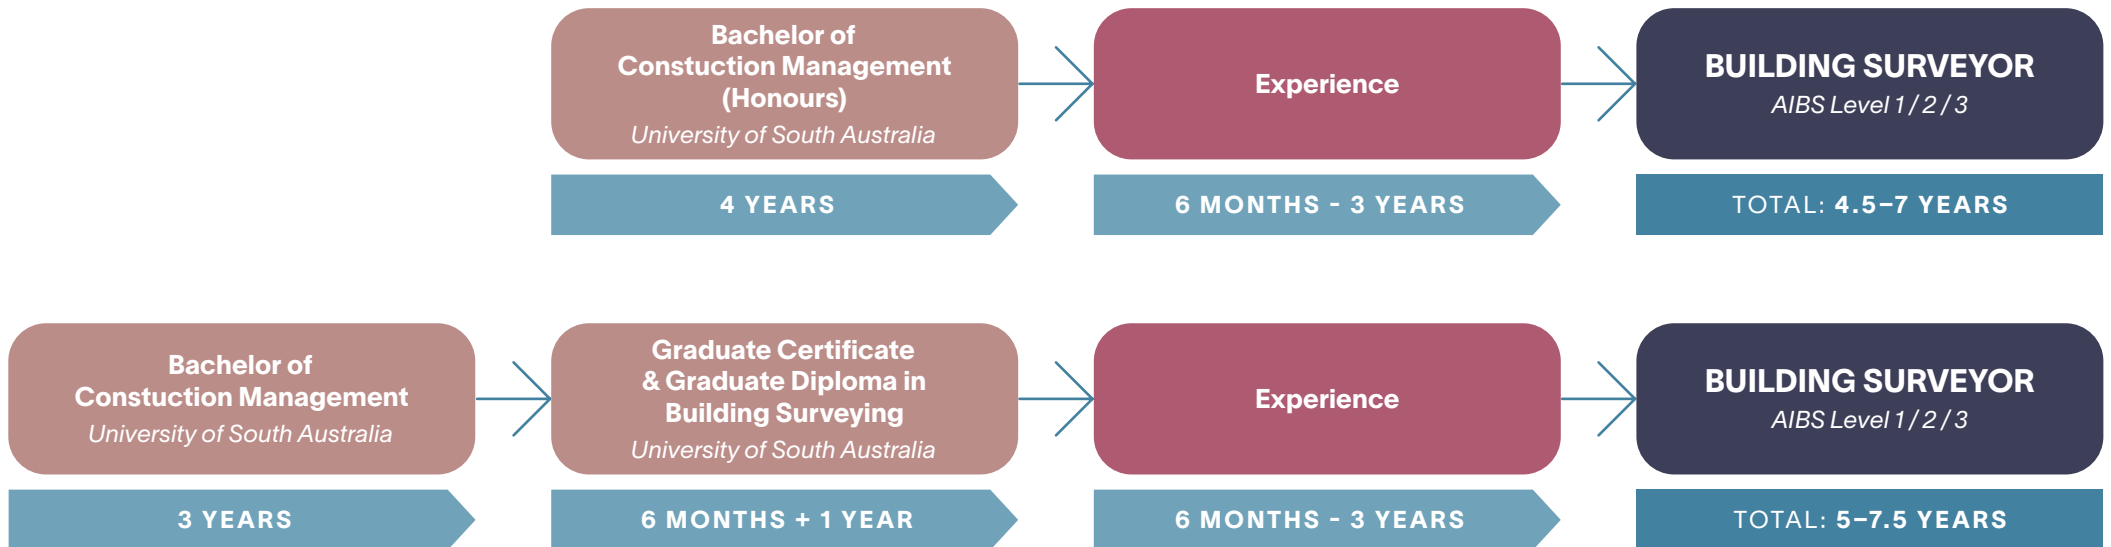 Bachelor of
Constuction Management
(Honours)
University of South Australia
Experience
BUILDING SURVEYOR
AIBS Level 1 / 2 / 3
4 YEARS
6 MONTHS - 3 YEARS
TOTAL: 4.5–7 YEARS
Bachelor of
Constuction Management
University of South Australia
Graduate Certificate
& Graduate Diploma in
Building Surveying
University of South Australia
Experience
BUILDING SURVEYOR
AIBS Level 1 / 2 / 3
3 YEARS
6 MONTHS + 1 YEAR
6 MONTHS - 3 YEARS
TOTAL: 5–7.5 YEARS